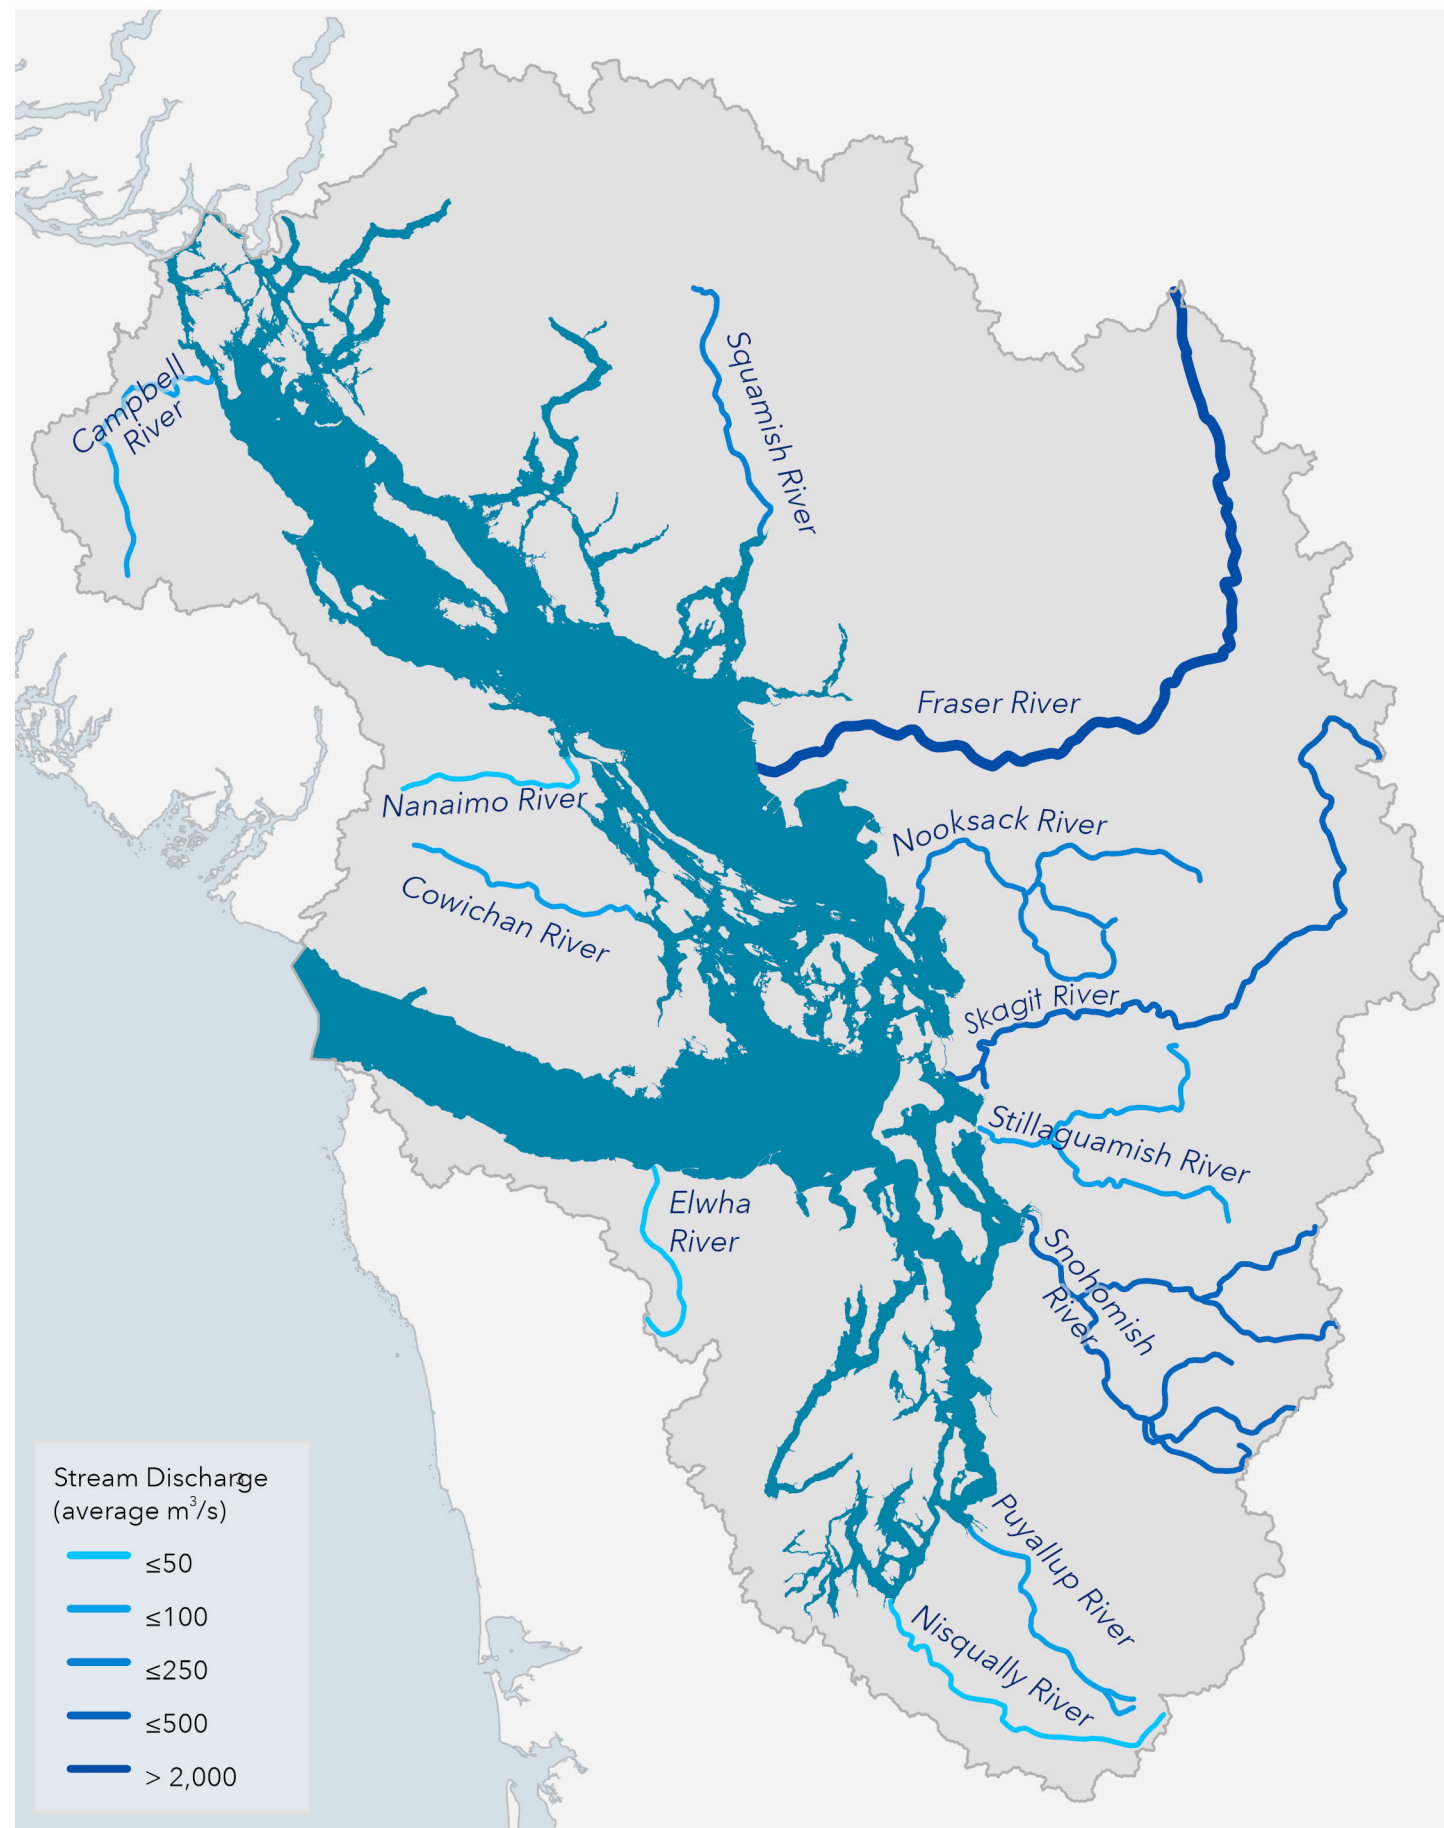 Squamish River
Campbell
River
Fraser River
Nanaimo River
Nooksack River
Cowichan River
Skagit River
Stillaguamish River
Elwha
River
Snohomish
River
Puyallup River
Nisqually River
Stream Discharge
3
(average m³/s)
≤50
≤100
≤250
≤500
> 2,000